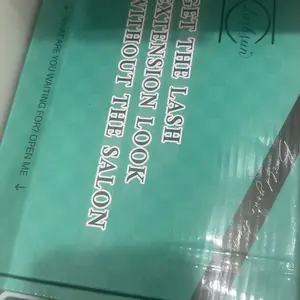 GET THE LASH
EXTENSION LOOK
WITHOUT THE SALON
WHAT ARE YOU WAITING FOR? OPEN ME